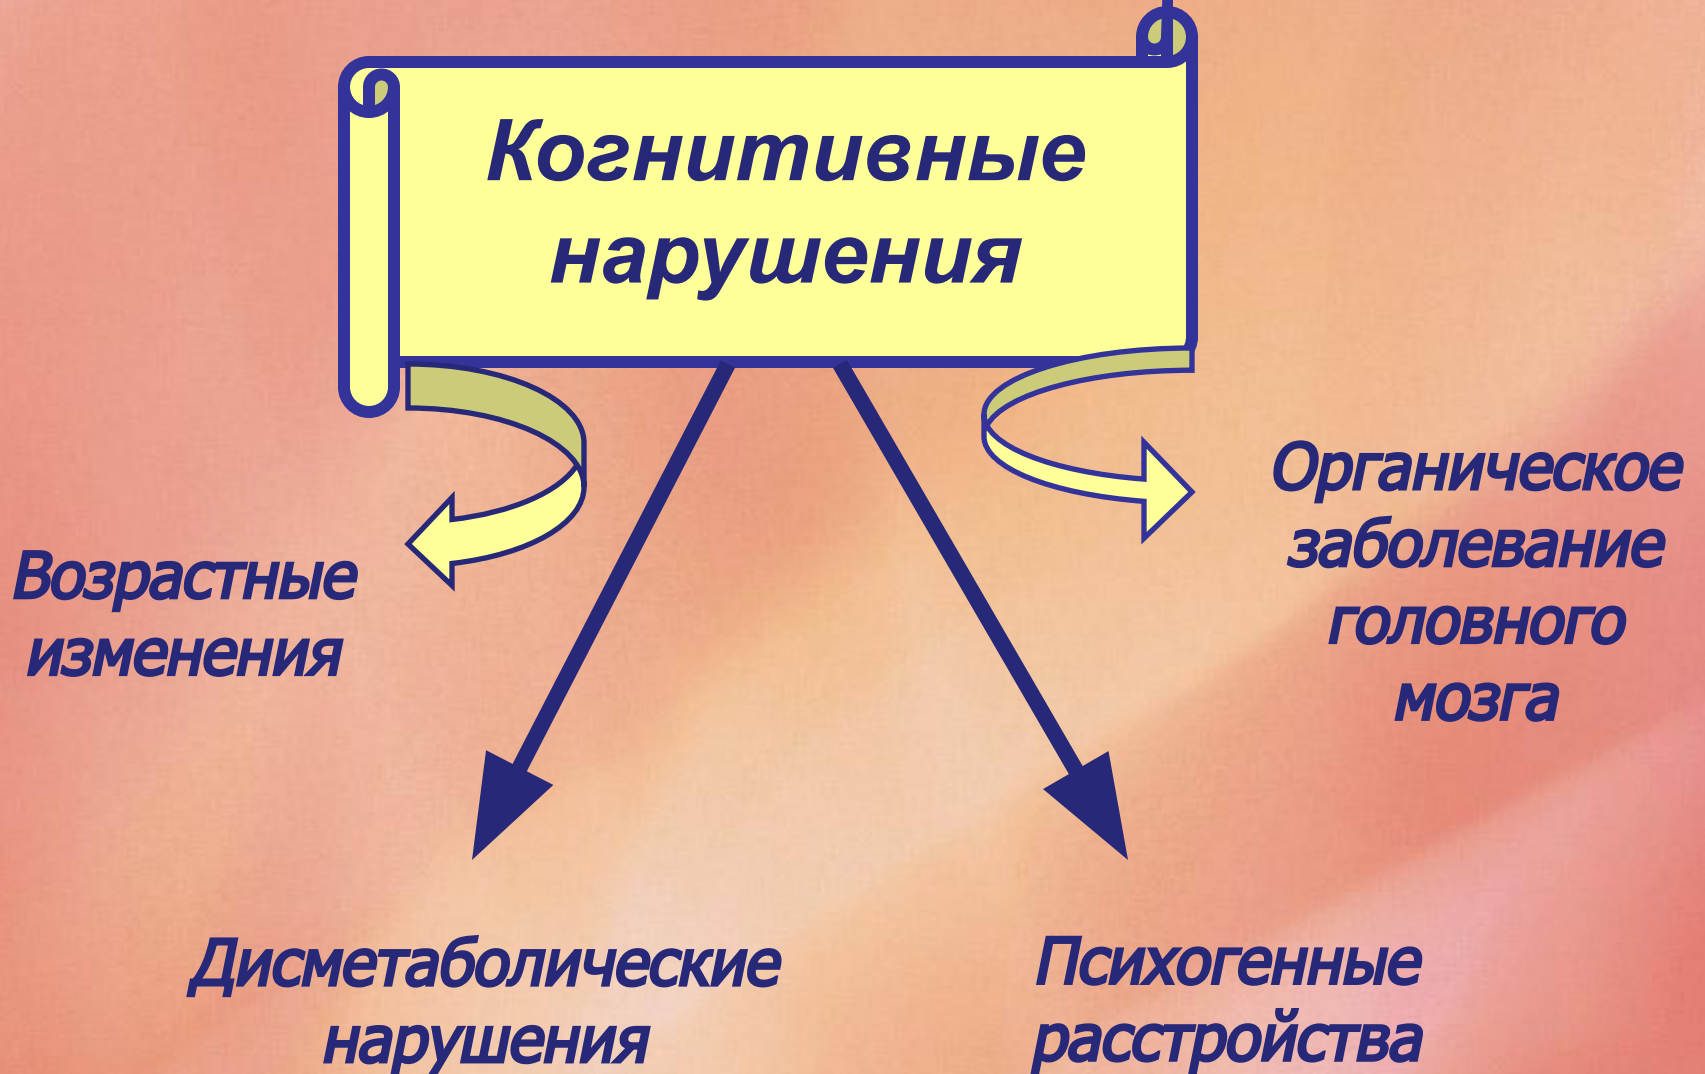 Когнитивные
нарушения
Возрастные
изменения
Органическое
заболевание
головного
мозга
Дисметаболические
нарушения
Психогенные
расстройства